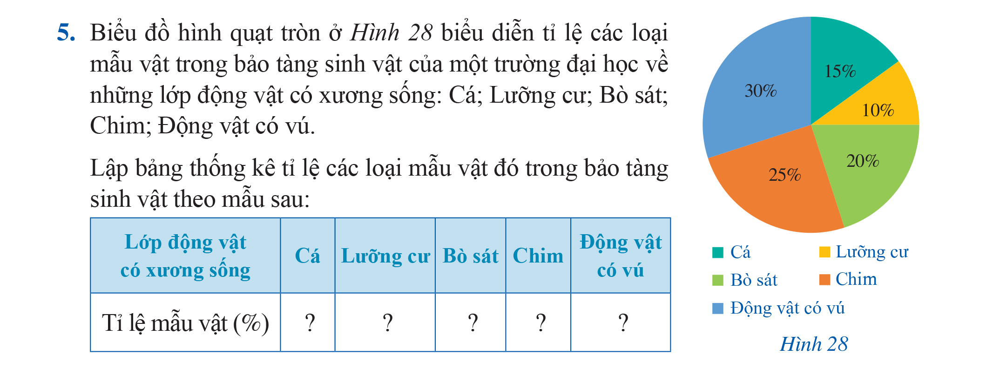 5. Biểu đồ hình quạt tròn ở Hình 28 biểu diễn tỉ lệ các loại
mẫu vật trong bảo tàng sinh vật của một trường đại học về
những lớp động vật có xương sống: Cá; Lưỡng cư; Bò sát;
Chim; Động vật có vú.
Lập bảng thống kê tỉ lệ các loại mẫu vật đó trong bảo tàng
sinh vật theo mẫu sau:
Lớp động vật
có xương sống
Cá
Lưỡng cư
Bò sát
Chim
Động vật
có vú
Tỉ lệ mẫu vật (%)
?
?
?
?
?
15%
30%
10%
20%
25%
Cá
Lưỡng cư
Bò sát
Chim
Động vật có vú
Hình 28